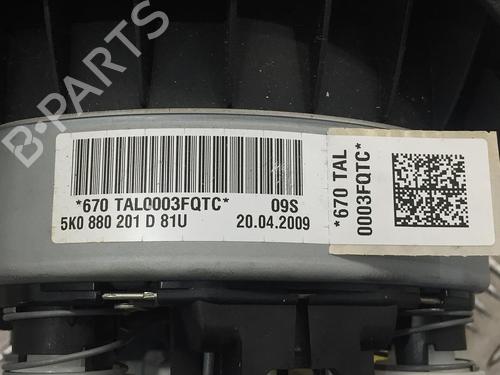 B-PARTS
*670 TAL0003FQTC* 09S
5K0 880 201 D 81U 20.04.2009
*670 TAL
0003FQTC*